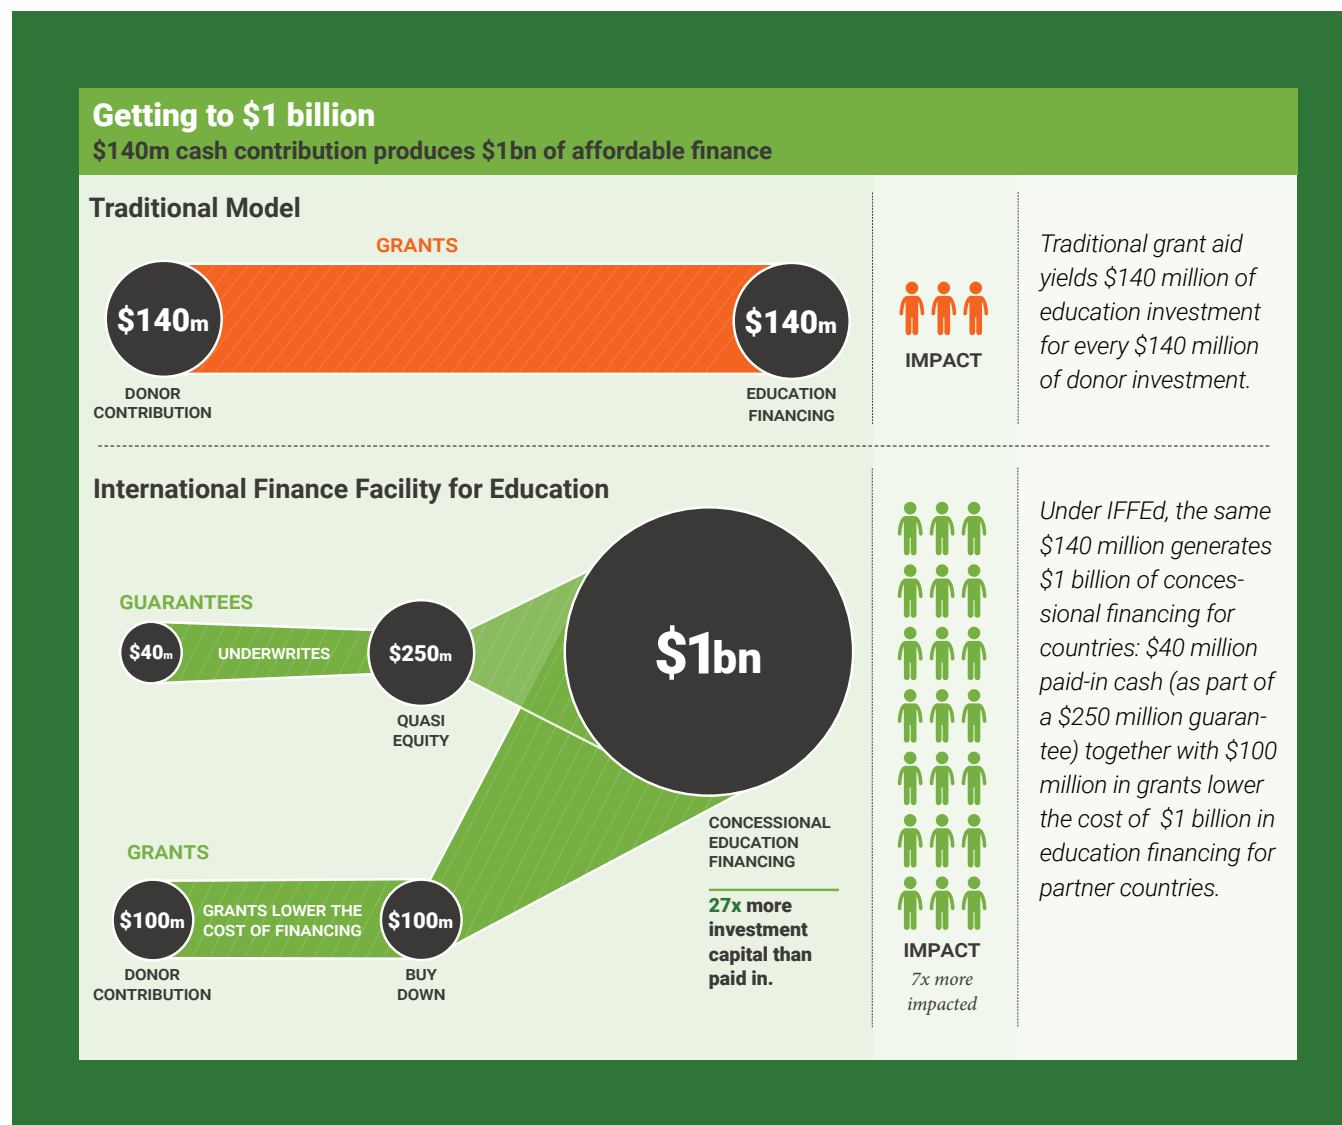 Getting to $1 billion
$140m cash contribution produces $1bn of affordable finance
Traditional Model
GRANTS
$140m
$140m
DONOR
CONTRIBUTION
EDUCATION
FINANCING
IMPACT
Traditional grant aid
yields $140 million of
education investment
for every $140 million
of donor investment.
International Finance Facility for Education
GUARANTEES
$40m
UNDERWRITES
$250m
QUASI
EQUITY
$1bn
GRANTS
$100m
GRANTS LOWER THE
COST OF FINANCING
$100m
DONOR
CONTRIBUTION
BUY
DOWN
CONCESSIONAL
EDUCATION
FINANCING
27x more
investment
capital than
paid in.
IMPACT
7x more
impacted
Under IFFEd, the same
$140 million generates
$1 billion of conces-
sional financing for
countries: $40 million
paid-in cash (as part of
a $250 million guaran-
tee) together with $100
million in grants lower
the cost of  $1 billion in
education financing for
partner countries.